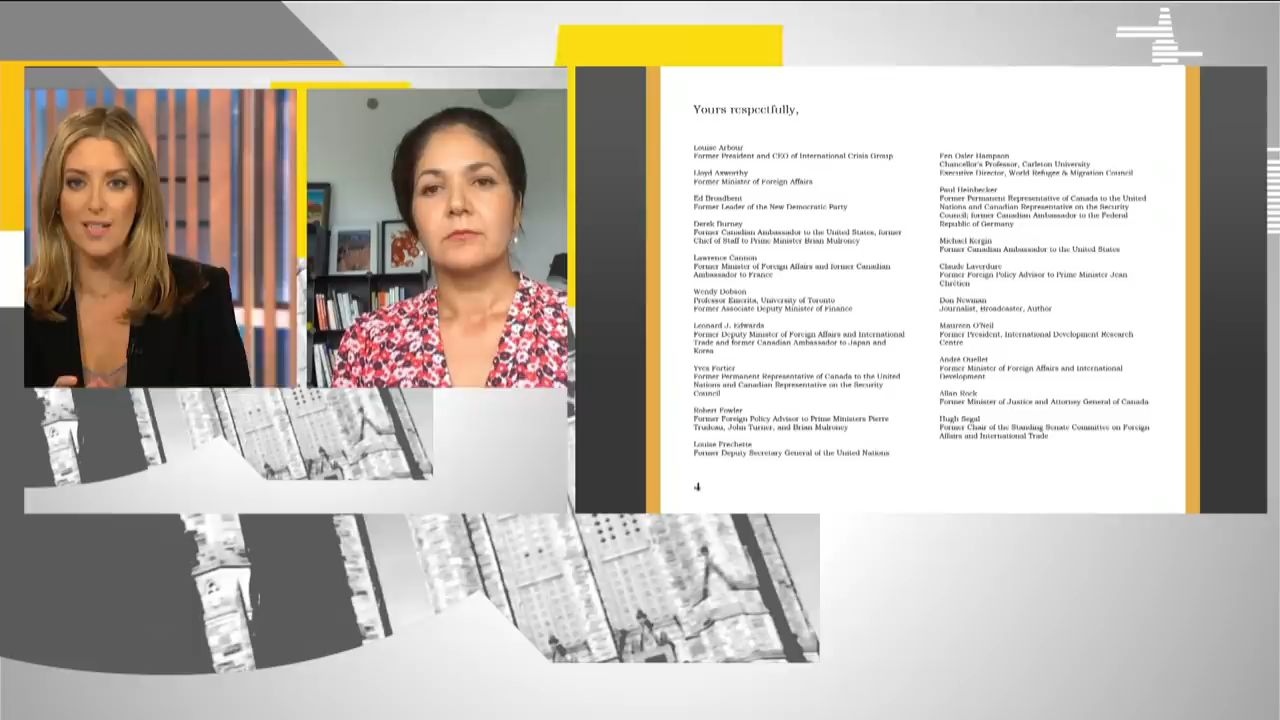 Yours respectfully,
Louise Arbour
Former President and CEO of International Crisis Group
Lloyd Axworthy
Former Minister of Foreign Affairs
Ed Broadbent
Former Leader of the New Democratic Party
Derek Burney
Former Canadian Ambassador to the United States, former
Chief of Staff to Prime Minister Brian Mulroney
Lawrence Cannon
Former Minister of Foreign Affairs and former Canadian
Ambassador to France
Wendy Dobson
Professor Emerita, University of Toronto
Former Associate Deputy Minister of Finance
Leonard J. Edwards
Former Deputy Minister of Foreign Affairs and International
Trade and former Canadian Ambassador to Japan and
Korea
Yves Fortier
Former Permanent Representative of Canada to the United
Nations and Canadian Representative on the Security
Council
Robert Fowler
Former Foreign Policy Advisor to Prime Ministers Pierre
Trudeau, John Turner, and Brian Mulroney
Louise Frechette
Former Deputy Secretary General of the United Nations
Fen Osler Hampson
Chancellor's Professor, Carleton University
Executive Director, World Refugee & Migration Council
Paul Heinbecker
Former Permanent Representative of Canada to the United
Nations and Canadian Representative on the Security
Council; former Canadian Ambassador to the Federal
Republic of Germany
Michael Kergin
Former Canadian Ambassador to the United States
Claude Laverdure
Former Foreign Policy Advisor to Prime Minister Jean
Chrétien
Don Newman
Journalist, Broadcaster, Author
Maureen O'Neil
Former President, International Development Research
Centre
André Ouellet
Former Minister of Foreign Affairs and International
Development
Allan Rock
Former Minister of Justice and Attorney General of Canada
Hugh Segal
Former Chair of the Standing Senate Committee on Foreign
Affairs and International Trade
4